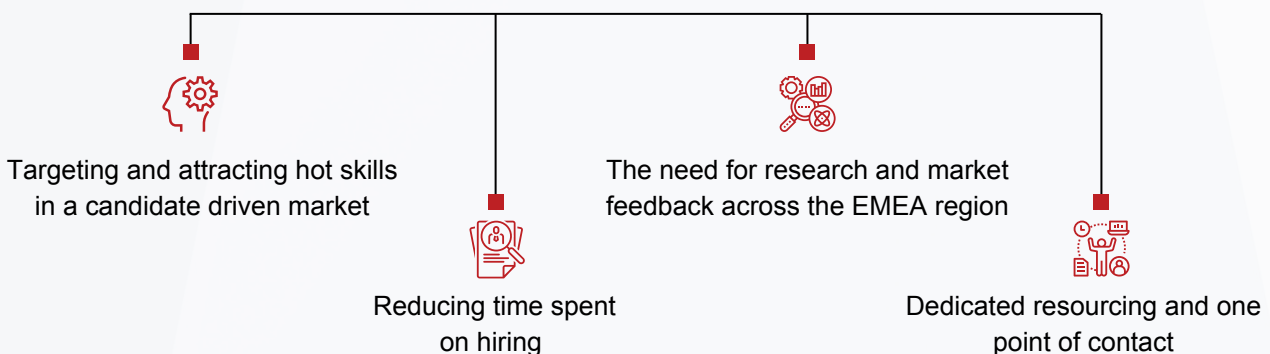 Targeting and attracting hot skills
in a candidate driven market
Reducing time spent
on hiring
The need for research and market
feedback across the EMEA region
Dedicated resourcing and one
point of contact